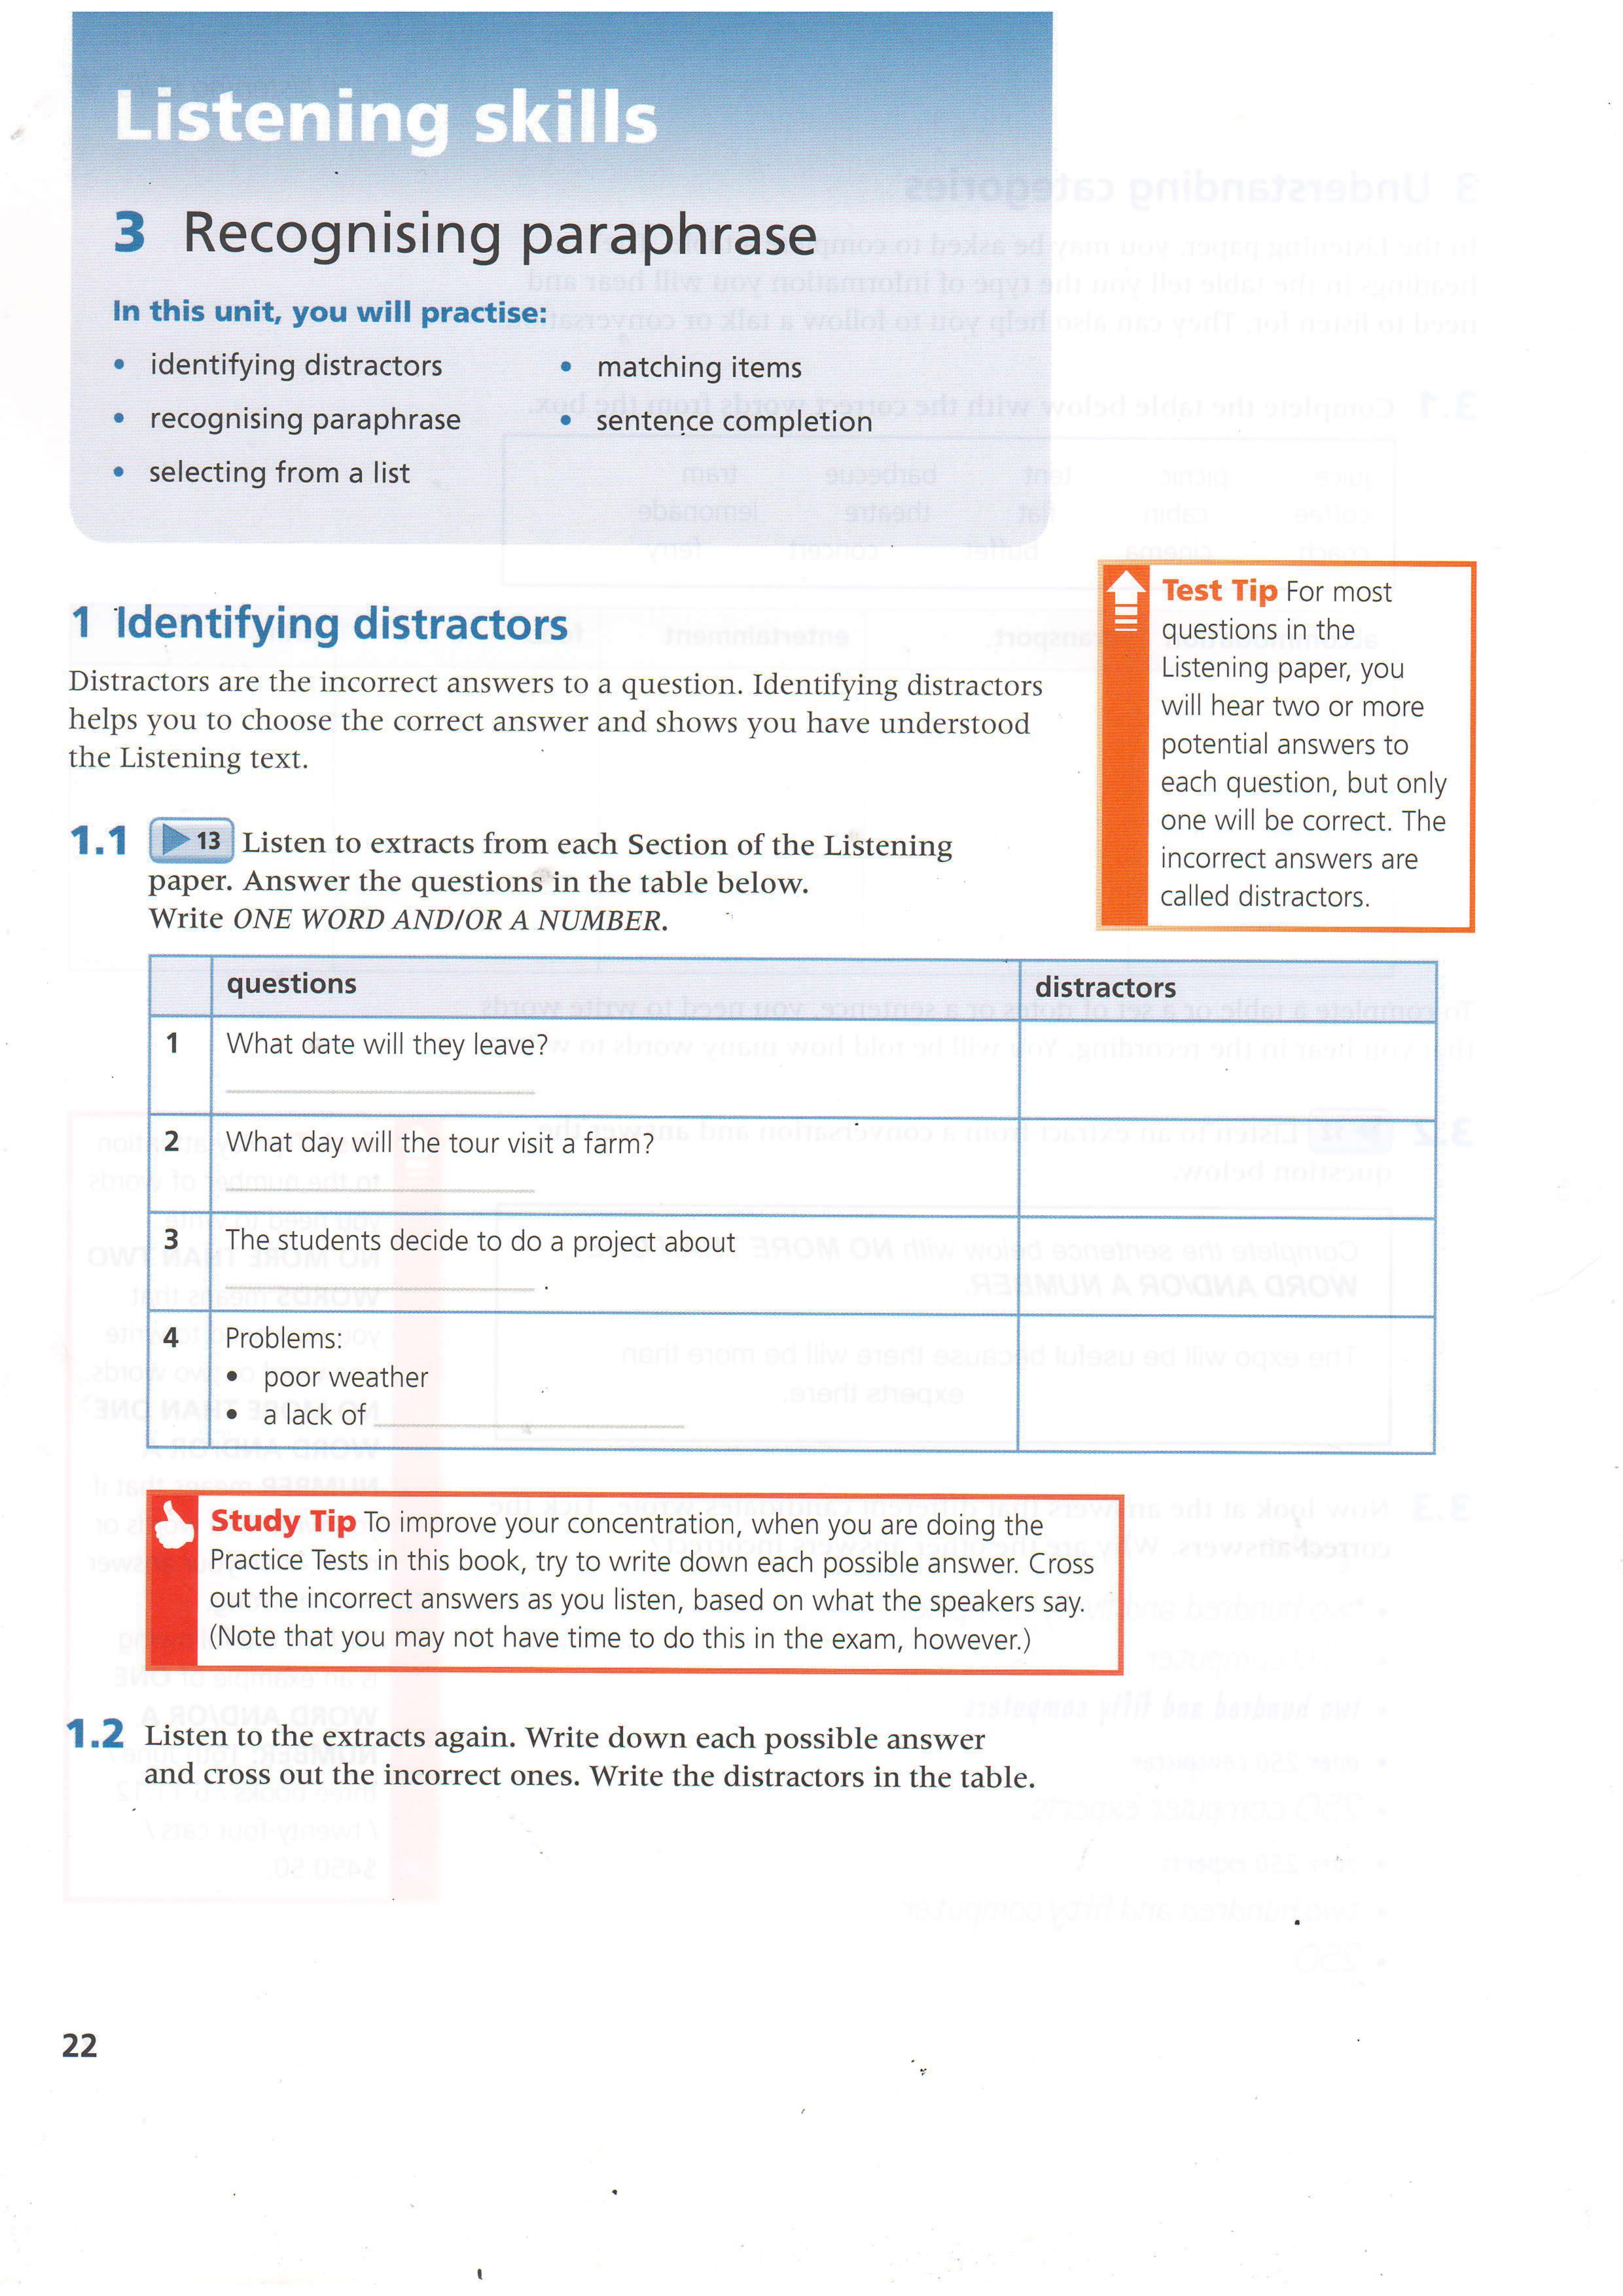 Listening skills
3 Recognising paraphrase
In this unit, you will practise:
• identifying distractors
• recognising paraphrase
• selecting from a list
• matching items
• sentence completion
1 Identifying distractors
Distractors are the incorrect answers to a question. Identifying distractors
helps you to choose the correct answer and shows you have understood
the Listening text.
Test Tip For most
questions in the
Listening paper, you
will hear two or more
potential answers to
each question, but only
one will be correct. The
incorrect answers are
called distractors.
1.1 13 Listen to extracts from each Section of the Listening
paper. Answer the questions in the table below.
Write ONE WORD AND/OR A NUMBER.
questions distractors
1 What date will they leave?
2 What day will the tour visit a farm?
3 The students decide to do a project about
.
4 Problems:
• poor weather
• a lack of
Study Tip To improve your concentration, when you are doing the
Practice Tests in this book, try to write down each possible answer. Cross
out the incorrect answers as you listen, based on what the speakers say.
(Note that you may not have time to do this in the exam, however.)
1.2 Listen to the extracts again. Write down each possible answer
and cross out the incorrect ones. Write the distractors in the table.
22